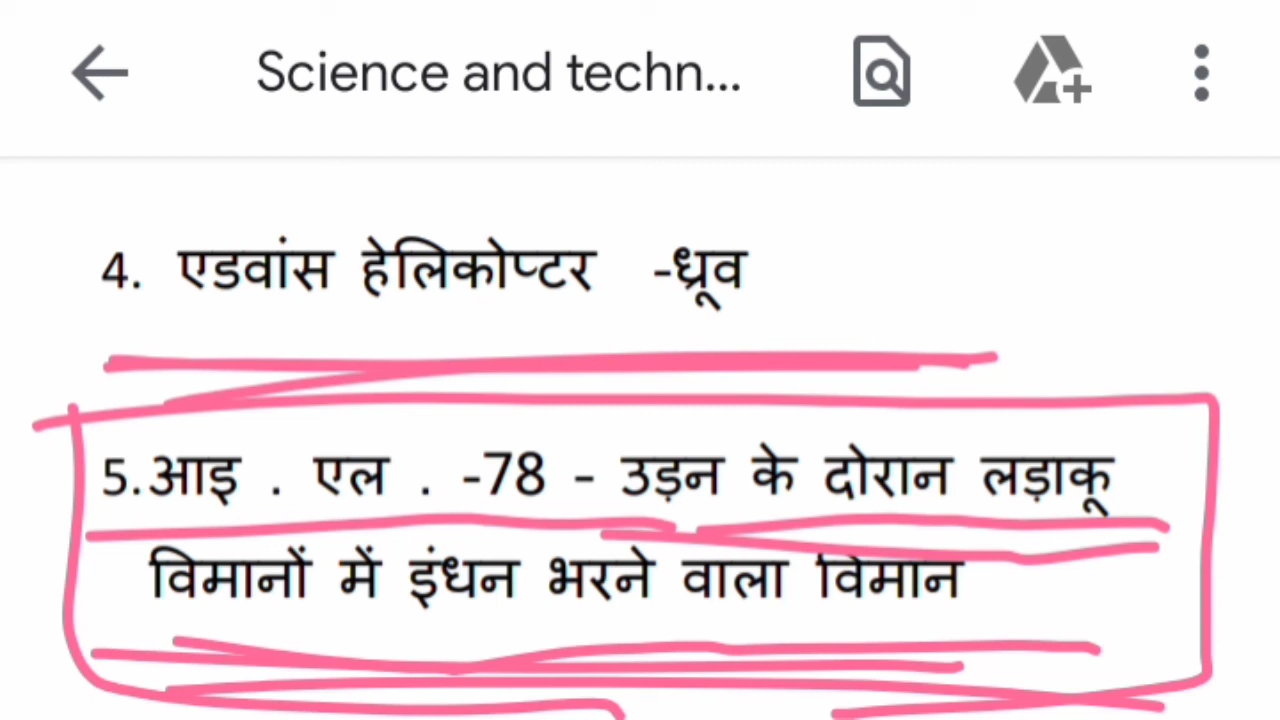 Science and techn...
4. एडवांस हेलिकोप्टर -ध्रूव
5.आइ . एल . -78 - उड़न के दोरान लड़ाकू
विमानों में इंधन भरने वाला विमान